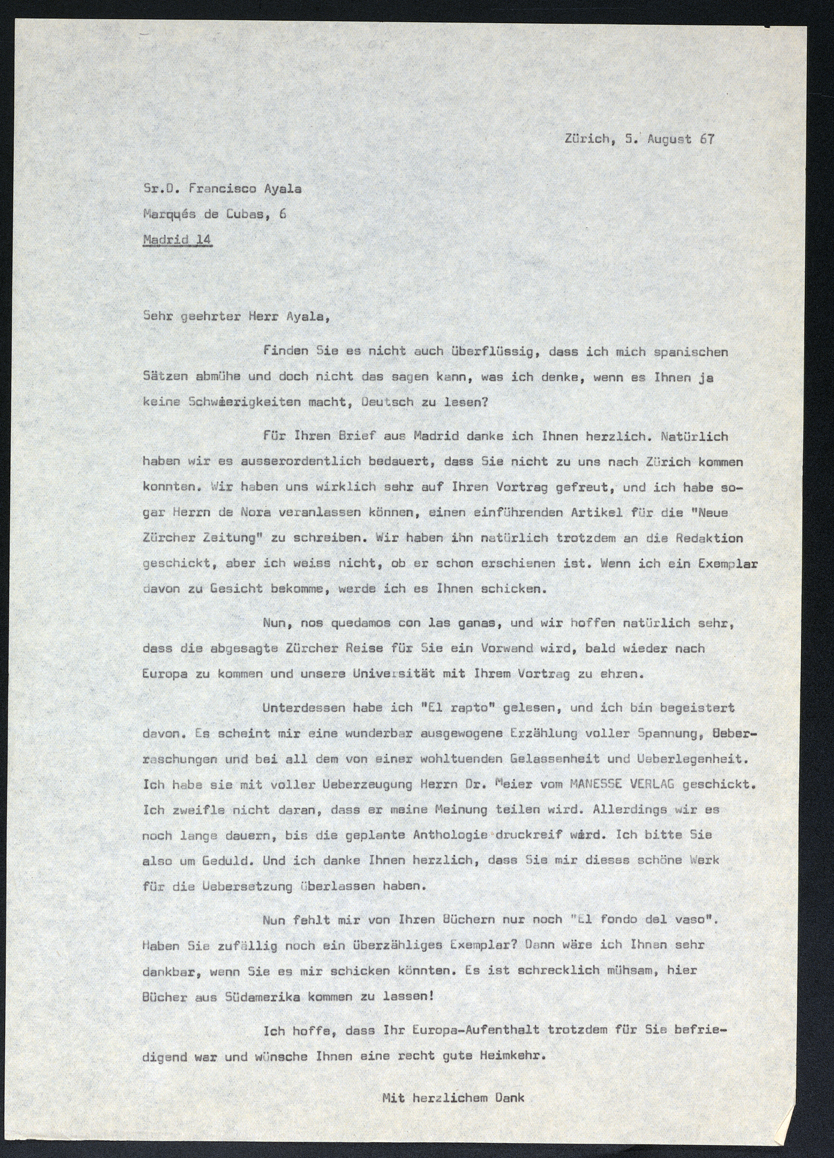 Zürich, 5. August 67
Sr.D. Francisco Ayala
Marqqés de Cubas, 6
Madrid 14
Sehr geehrter Herr Ayala,
Finden Sie es nicht auch überflüssig, dass ich mich spanischen
Sätzen abmühe und doch nicht das sagen kann, was ich denke, wenn es Ihnen ja
keine Schwierigkeiten macht, Deutsch zu lesen?
Für Ihren Brief aus Madrid danke ich Ihnen herzlich. Natürlich
haben wir es ausserordentlich bedauert, dass Sie nicht zu uns nach Zürich kommen
konnten. Wir haben uns wirklich sehr auf Ihren Vortrag gefreut, und ich habe so-
gar Herrn de Nora veranlassen können, einen einführenden Artikel für die "Neue
Zürcher Zeitung" zu schreiben. Wir haben ihn natürlich trotzdem an die Redaktion
geschickt, aber ich weiss nicht, ob er schon erschienen ist. Wenn ich ein Exemplar
davon zu Gesicht bekomme, werde ich es Ihnen schicken.
Nun, nos quedamos con las ganas, und wir hoffen natürlich sehr,
dass die abgesagte Zürcher Reise für Sie ein Vorwand wird, bald wieder nach
Europa zu kommen und unsere Universität mit Ihrem Vortrag zu ehren.
Unterdessen habe ich "El rapto" gelesen, und ich bin begeistert
davon. Es scheint mir eine wunderbar ausgewogene Erzählung voller Spannung, Ueber-
raschungen und bei all dem von einer wohltuenden Gelassenheit und Ueberlegenheit.
Ich habe sie mit voller Ueberzeugung Herrn Dr. Meier vom MANESSE VERLAG geschickt.
Ich zweifle nicht daran, dass er meine Meinung teilen wird. Allerdings wir es
noch lange dauern, bis die geplante Anthologie druckreif wird. Ich bitte Sie
also um Geduld. Und ich danke Ihnen herzlich, dass Sie mir dieses schöne Werk
für die Uebersetzung überlassen haben.
Nun fehlt mir von Ihren Büchern nur noch "El fondo del vaso".
Haben Sie zufällig noch ein überzähliges Exemplar? Dann wäre ich Ihnen sehr
dankbar, wenn Sie es mir schicken könnten. Es ist schrecklich mühsam, hier
Bücher aus Südamerika kommen zu lassen!
Ich hoffe, dass Ihr Europa-Aufenthalt trotzdem für Sie befrie-
digend war und wünsche Ihnen eine recht gute Heimkehr.
Mit herzlichem Dank